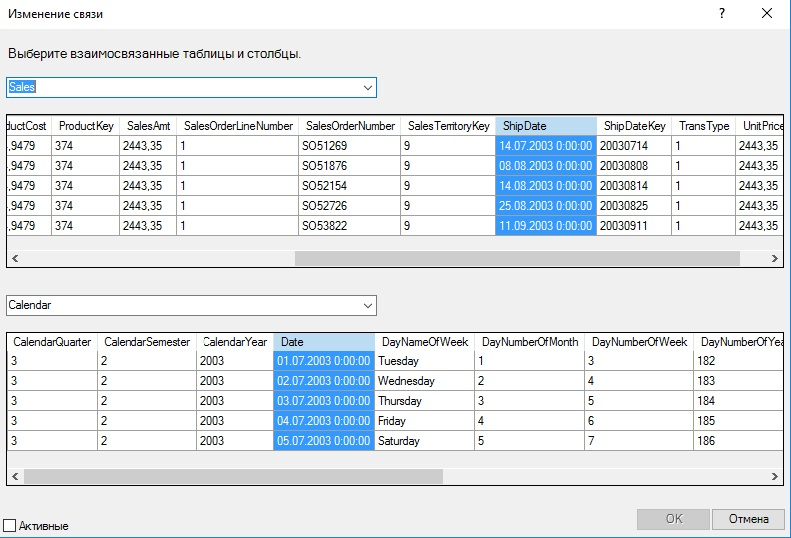 Изменение связи ?
Выберите взаимосвязанные таблицы и столбцы.
Sales
ductCost ProductKey SalesAmt SalesOrderLineNumber SalesOrderNumber SalesTerritoryKey ShipDate ShipDateKey TransType UnitPrice
,9479 374 2443,35 1 SO51269 9 14.07.2003 0:00:00 20030714 1 2443,35
,9479 374 2443,35 1 SO51876 9 08.08.2003 0:00:00 20030808 1 2443,35
,9479 374 2443,35 1 SO52154 9 14.08.2003 0:00:00 20030814 1 2443,35
,9479 374 2443,35 1 SO52726 9 25.08.2003 0:00:00 20030825 1 2443,35
,9479 374 2443,35 1 SO53822 9 11.09.2003 0:00:00 20030911 1 2443,35
Calendar
CalendarQuarter CalendarSemester CalendarYear Date DayNameOfWeek DayNumberOfMonth DayNumberOfWeek DayNumberOfYea
3 2 2003 01.07.2003 0:00:00 Tuesday 1 3 182
3 2 2003 02.07.2003 0:00:00 Wednesday 2 4 183
3 2 2003 03.07.2003 0:00:00 Thursday 3 5 184
3 2 2003 04.07.2003 0:00:00 Friday 4 6 185
3 2 2003 05.07.2003 0:00:00 Saturday 5 7 186
Активные
OK Отмена